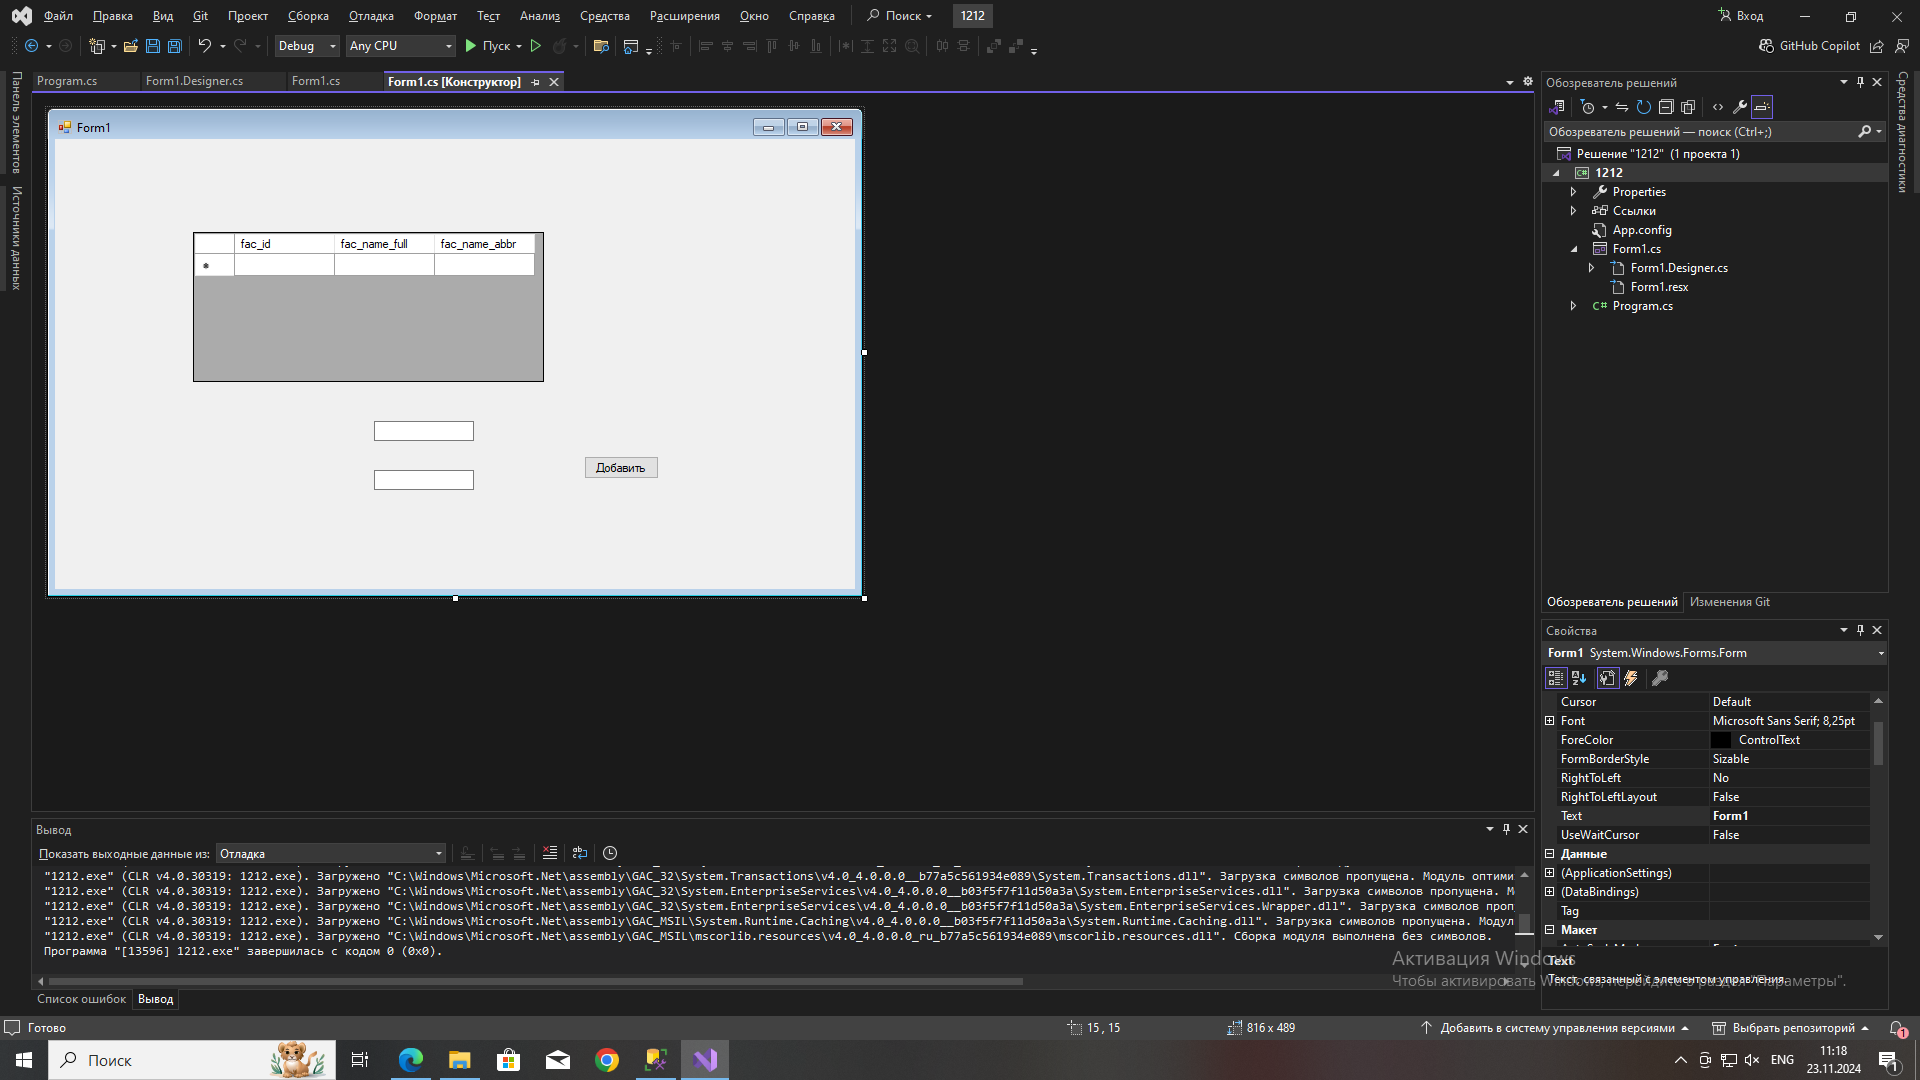 Файл Правка Вид Git Проект Сборка Отладка Формат Тест Анализ Средства Расширения Окно Справка Поиск 1212 Вход
Debug Any CPU Пуск GitHub Copilot
Program.cs Form1.Designer.cs Form1.cs Form1.cs [Конструктор]
Панель элементов
Источники данных
Form1
fac_id fac_name_full fac_name_abbr
Добавить
Обозреватель решений
Обозреватель решений — поиск (Ctrl+;)
Решение "1212" (1 проекта 1)
1212
Properties
Ссылки
App.config
Form1.cs
Form1.Designer.cs
Form1.resx
Program.cs
Обозреватель решений Изменения Git
Средства диагностики
Свойства
Form1 System.Windows.Forms.Form
Cursor Default
Font Microsoft Sans Serif; 8,25pt
ForeColor ControlText
FormBorderStyle Sizable
RightToLeft No
RightToLeftLayout False
Text Form1
UseWaitCursor False
Данные
(ApplicationSettings)
(DataBindings)
Tag
Макет
Text
Текст, связанный с элементом управления.
Вывод
Показать выходные данные из: Отладка
"1212.exe" (CLR v4.0.30319: 1212.exe). Загружено "C:\Windows\Microsoft.Net\assembly\GAC_32\System.Transactions\v4.0_4.0.0.0__b77a5c561934e089\System.Transactions.dll". Загрузка символов пропущена. Модуль оптими
"1212.exe" (CLR v4.0.30319: 1212.exe). Загружено "C:\Windows\Microsoft.Net\assembly\GAC_32\System.EnterpriseServices\v4.0_4.0.0.0__b03f5f7f11d50a3a\System.EnterpriseServices.dll". Загрузка символов пропущена. М
"1212.exe" (CLR v4.0.30319: 1212.exe). Загружено "C:\Windows\Microsoft.Net\assembly\GAC_32\System.EnterpriseServices\v4.0_4.0.0.0__b03f5f7f11d50a3a\System.EnterpriseServices.Wrapper.dll". Загрузка символов проп
"1212.exe" (CLR v4.0.30319: 1212.exe). Загружено "C:\Windows\Microsoft.Net\assembly\GAC_MSIL\System.Runtime.Caching\v4.0_4.0.0.0__b03f5f7f11d50a3a\System.Runtime.Caching.dll". Загрузка символов пропущена. Модул
"1212.exe" (CLR v4.0.30319: 1212.exe). Загружено "C:\Windows\Microsoft.Net\assembly\GAC_MSIL\mscorlib.resources\v4.0_4.0.0.0_ru_b77a5c561934e089\mscorlib.resources.dll". Сборка модуля выполнена без символов.
Программа "[13596] 1212.exe" завершилась с кодом 0 (0x0).
Список ошибок Вывод
Активация Windows
Чтобы активировать Windows, перейдите в раздел "Параметры".
Готово 15 , 15 816 x 489 Добавить в систему управления версиями Выбрать репозиторий 1
Поиск ENG 11:18
23.11.2024 1